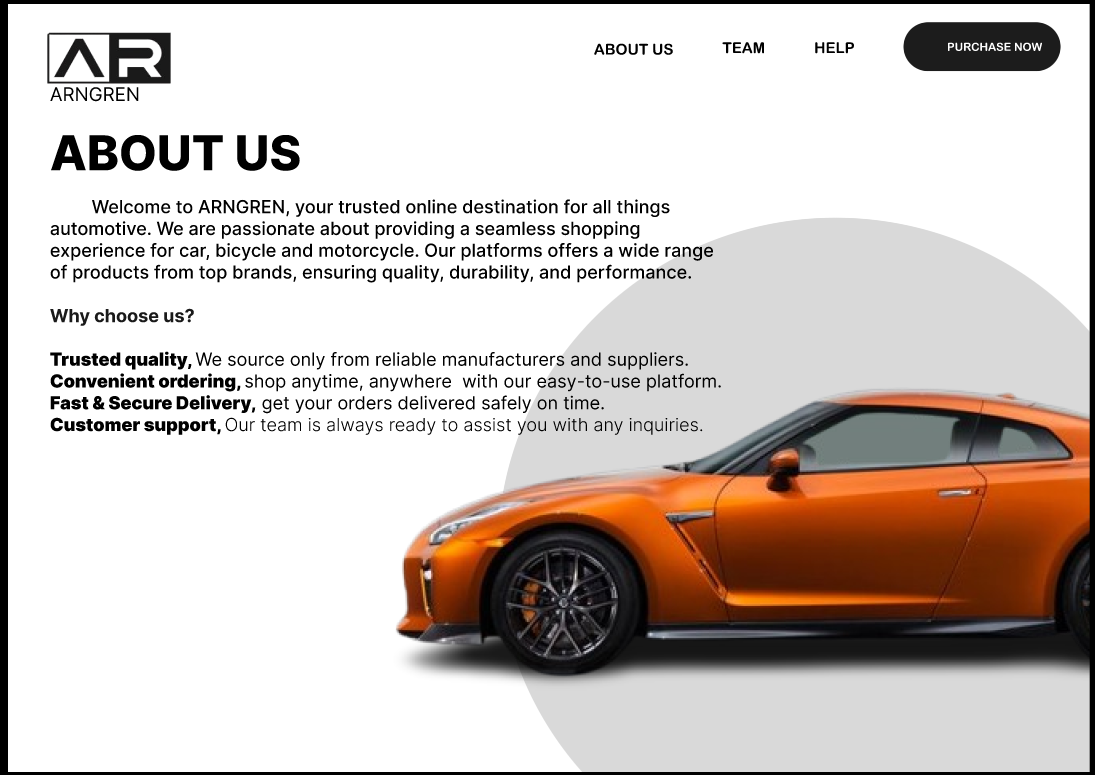 AR
ARNGREN
ABOUT US
TEAM
HELP
PURCHASE NOW
ABOUT US
Welcome to ARNGREN, your trusted online destination for all things
automotive. We are passionate about providing a seamless shopping
experience for car, bicycle and motorcycle. Our platforms offers a wide range
of products from top brands, ensuring quality, durability, and performance.
Why choose us?
Trusted quality, We source only from reliable manufacturers and suppliers.
Convenient ordering, shop anytime, anywhere  with our easy-to-use platform.
Fast & Secure Delivery, get your orders delivered safely on time.
Customer support, Our team is always ready to assist you with any inquiries.